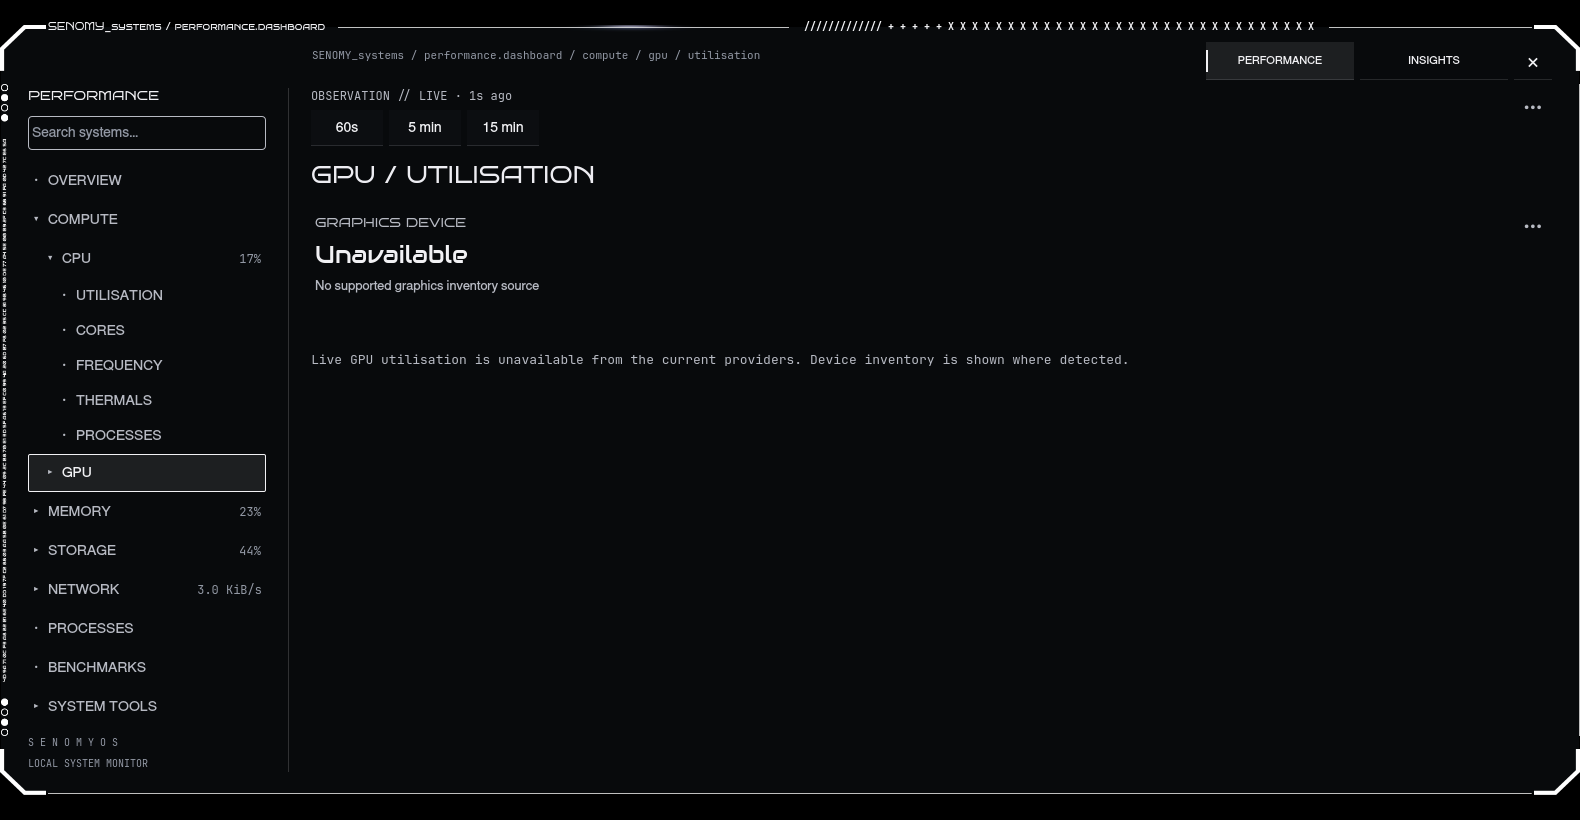 SENOMY_SYSTEMS / PERFORMANCE.DASHBOARD
///////////// + + + + + X X X X X X X X X X X X X X X X X X X X X X X X X X X X X X X
SENOMY_systems / performance.dashboard / compute / gpu / utilisation
PERFORMANCE
INSIGHTS
×
PERFORMANCE
Search systems...
OVERVIEW
COMPUTE
CPU 17%
UTILISATION
CORES
FREQUENCY
THERMALS
PROCESSES
GPU
MEMORY 23%
STORAGE 44%
NETWORK 3.0 KiB/s
PROCESSES
BENCHMARKS
SYSTEM TOOLS
SENOMYOS
LOCAL SYSTEM MONITOR
OBSERVATION // LIVE · 1s ago
60s 5 min 15 min
GPU / UTILISATION
GRAPHICS DEVICE
Unavailable
No supported graphics inventory source
Live GPU utilisation is unavailable from the current providers. Device inventory is shown where detected.